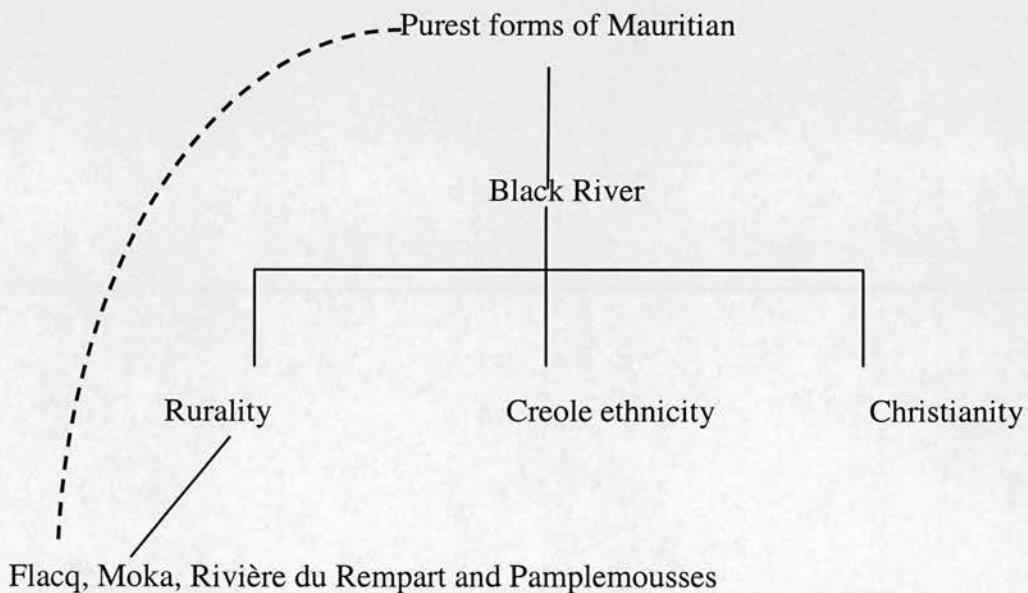 Purest forms of Mauritian
Black River
Rurality
Creole ethnicity
Christianity
Flacq, Moka, Rivière du Rempart and Pamplemousses